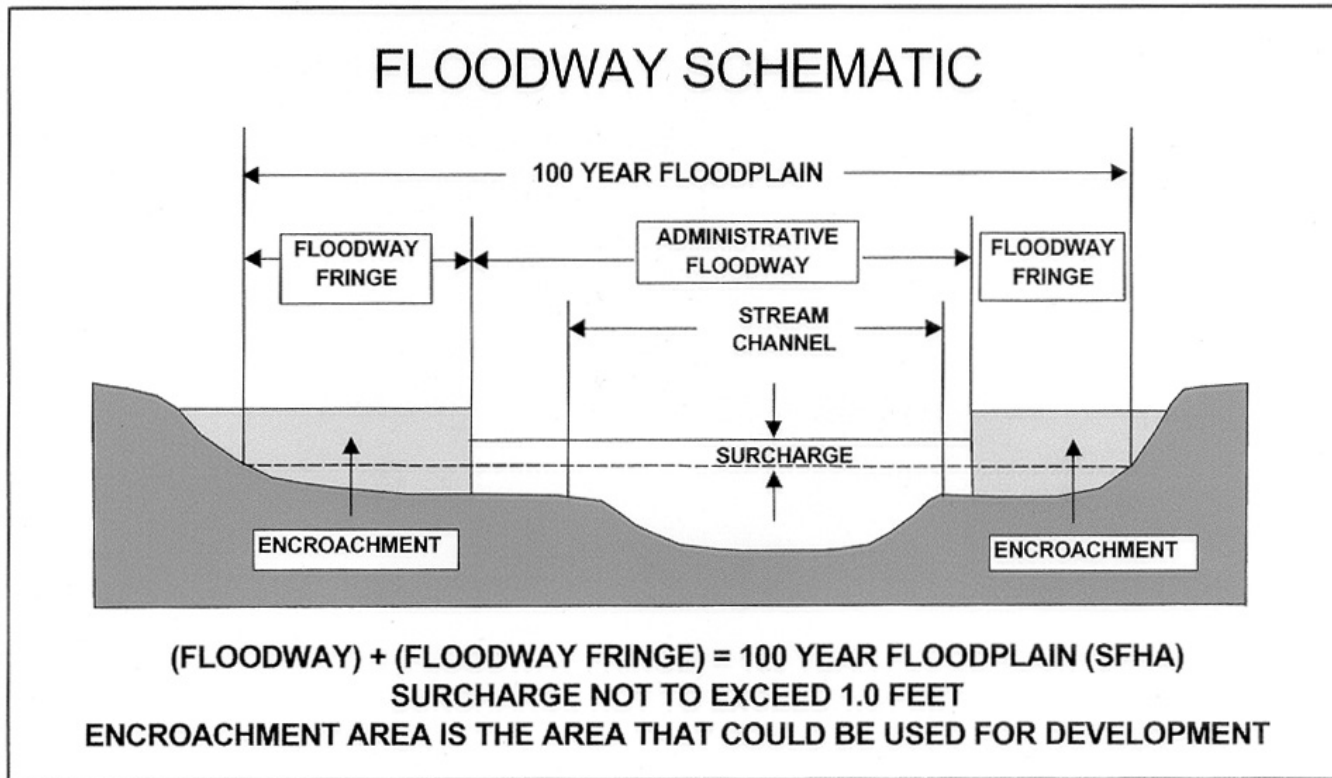 FLOODWAY SCHEMATIC
100 YEAR FLOODPLAIN
FLOODWAY
FRINGE
ADMINISTRATIVE
FLOODWAY
FLOODWAY
FRINGE
STREAM
CHANNEL
SURCHARGE
ENCROACHMENT
ENCROACHMENT
(FLOODWAY) + (FLOODWAY FRINGE) = 100 YEAR FLOODPLAIN (SFHA)
SURCHARGE NOT TO EXCEED 1.0 FEET
ENCROACHMENT AREA IS THE AREA THAT COULD BE USED FOR DEVELOPMENT